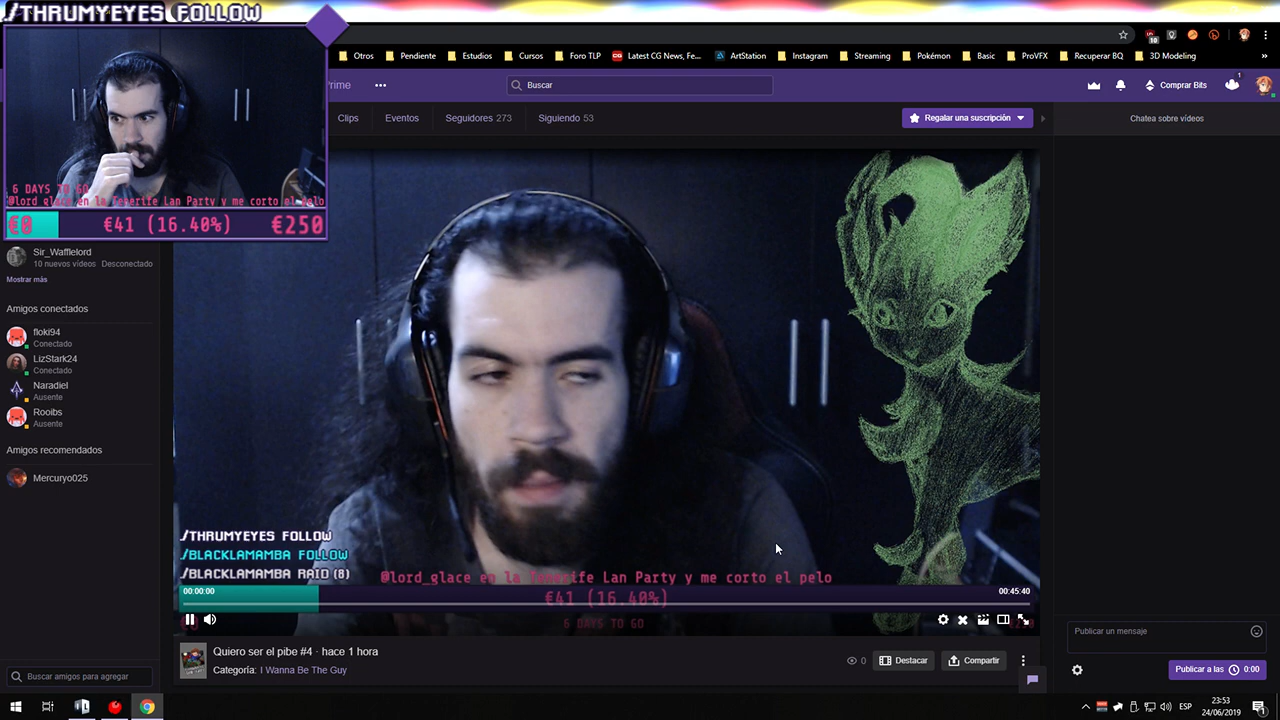 ./THRUMYEYES FOLLOW
Otros
Pendiente
Estudios
Cursos
Foro TLP
Latest CG News, Fe...
ArtStation
Instagram
Streaming
Pokémon
Basic
ProVFX
Recuperar BQ
3D Modeling
»
Prime
Buscar
Comprar Bits
1
Clips
Eventos
Seguidores 273
Siguiendo 53
Regalar una suscripción
Chatea sobre vídeos
6 DAYS TO GO
@lord_glace en la Tenerife Lan Party y me corto el pelo
€0 €41 (16.40%) €250
Sir_Wafflelord
10 nuevos vídeos Desconectado
Mostrar más
Amigos conectados
floki94
Conectado
LizStark24
Conectado
Naradiel
Ausente
Rooibs
Ausente
Amigos recomendados
Mercuryo025
./THRUMYEYES FOLLOW
./BLACKLAMAMBA FOLLOW
./BLACKLAMAMBA RAID (8)
@lord_glace en la Tenerife Lan Party y me corto el pelo
00:00:00
00:45:40
€41 (16.40%)
6 DAYS TO GO
Quiero ser el pibe #4 · hace 1 hora
Categoría: I Wanna Be The Guy
0
Destacar
Compartir
Publicar un mensaje
Publicar a las 0:00
Buscar amigos para agregar
ESP
23:53
24/06/2019